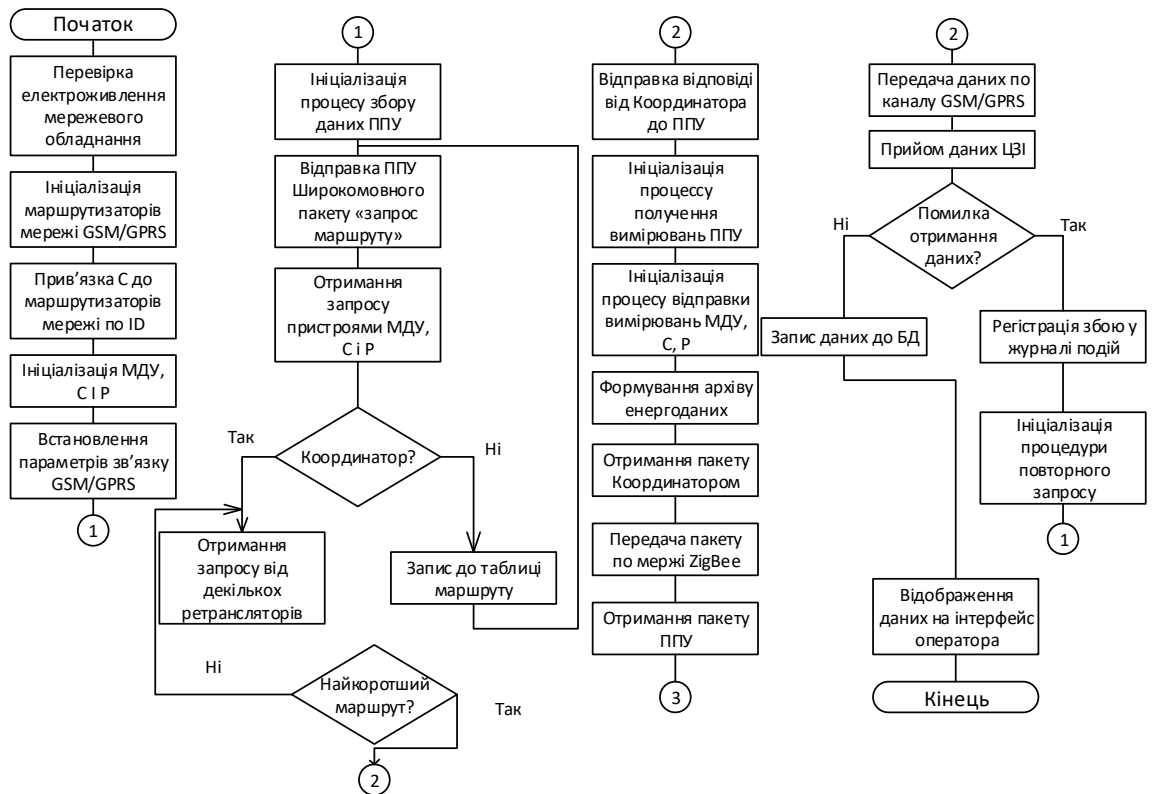 Початок
Перевірка
електроживлення
мережевого
обладнання
Ініціалізація
маршрутизаторів
мережі GSM/GPRS
Прив’язка С до
маршрутизаторів
мережі по ID
Ініціалізація МДУ,
С І Р
Встановлення
параметрів зв’язку
GSM/GPRS
1
1
Ініціалізація
процесу збору
даних ППУ
Відправка ППУ
Широкомовного
пакету «запрос
маршруту»
Отримання
запросу
пристроями МДУ,
С і Р
Так
Координатор?
Ні
Отримання
запросу від
декількох
ретрансляторів
Запис до таблиці
маршруту
Ні
Найкоротший
маршрут?
Так
2
2
Відправка відповіді
від Координатора
до ППУ
Ініціалізація
процессу
получення
вимірювань ППУ
Ініціалізація
процесу відправки
вимірювань МДУ,
С, Р
Формування архіву
енергоданих
Отримання пакету
Координатором
Передача пакету
по мержі ZigBee
Отримання пакету
ППУ
3
2
Передача даних по
каналу GSM/GPRS
Прийом даних ЦЗІ
Ні
Помилка
отримання
даних?
Так
Запис даних до БД
Регістрація збою у
журналі подій
Ініціалізація
процедури
повторного
запросу
1
Відображення
даних на інтерфейс
оператора
Кінець